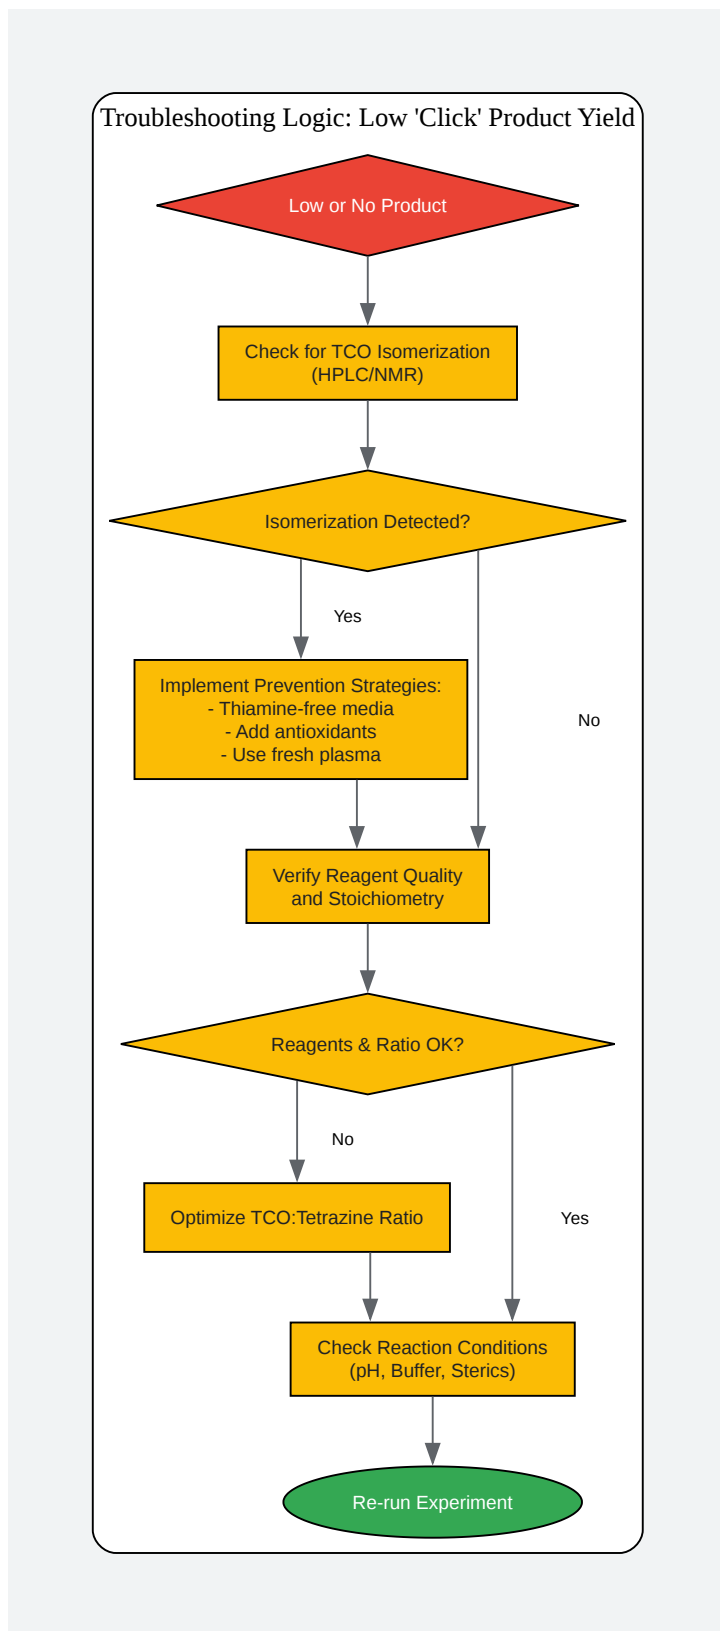 Troubleshooting Logic: Low 'Click' Product Yield
Low or No Product
Check for TCO Isomerization
(HPLC/NMR)
Isomerization Detected?
Yes
Implement Prevention Strategies:
- Thiamine-free media
- Add antioxidants
- Use fresh plasma
No
Verify Reagent Quality
and Stoichiometry
Reagents & Ratio OK?
No
Optimize TCO:Tetrazine Ratio
Yes
Check Reaction Conditions
(pH, Buffer, Sterics)
Re-run Experiment